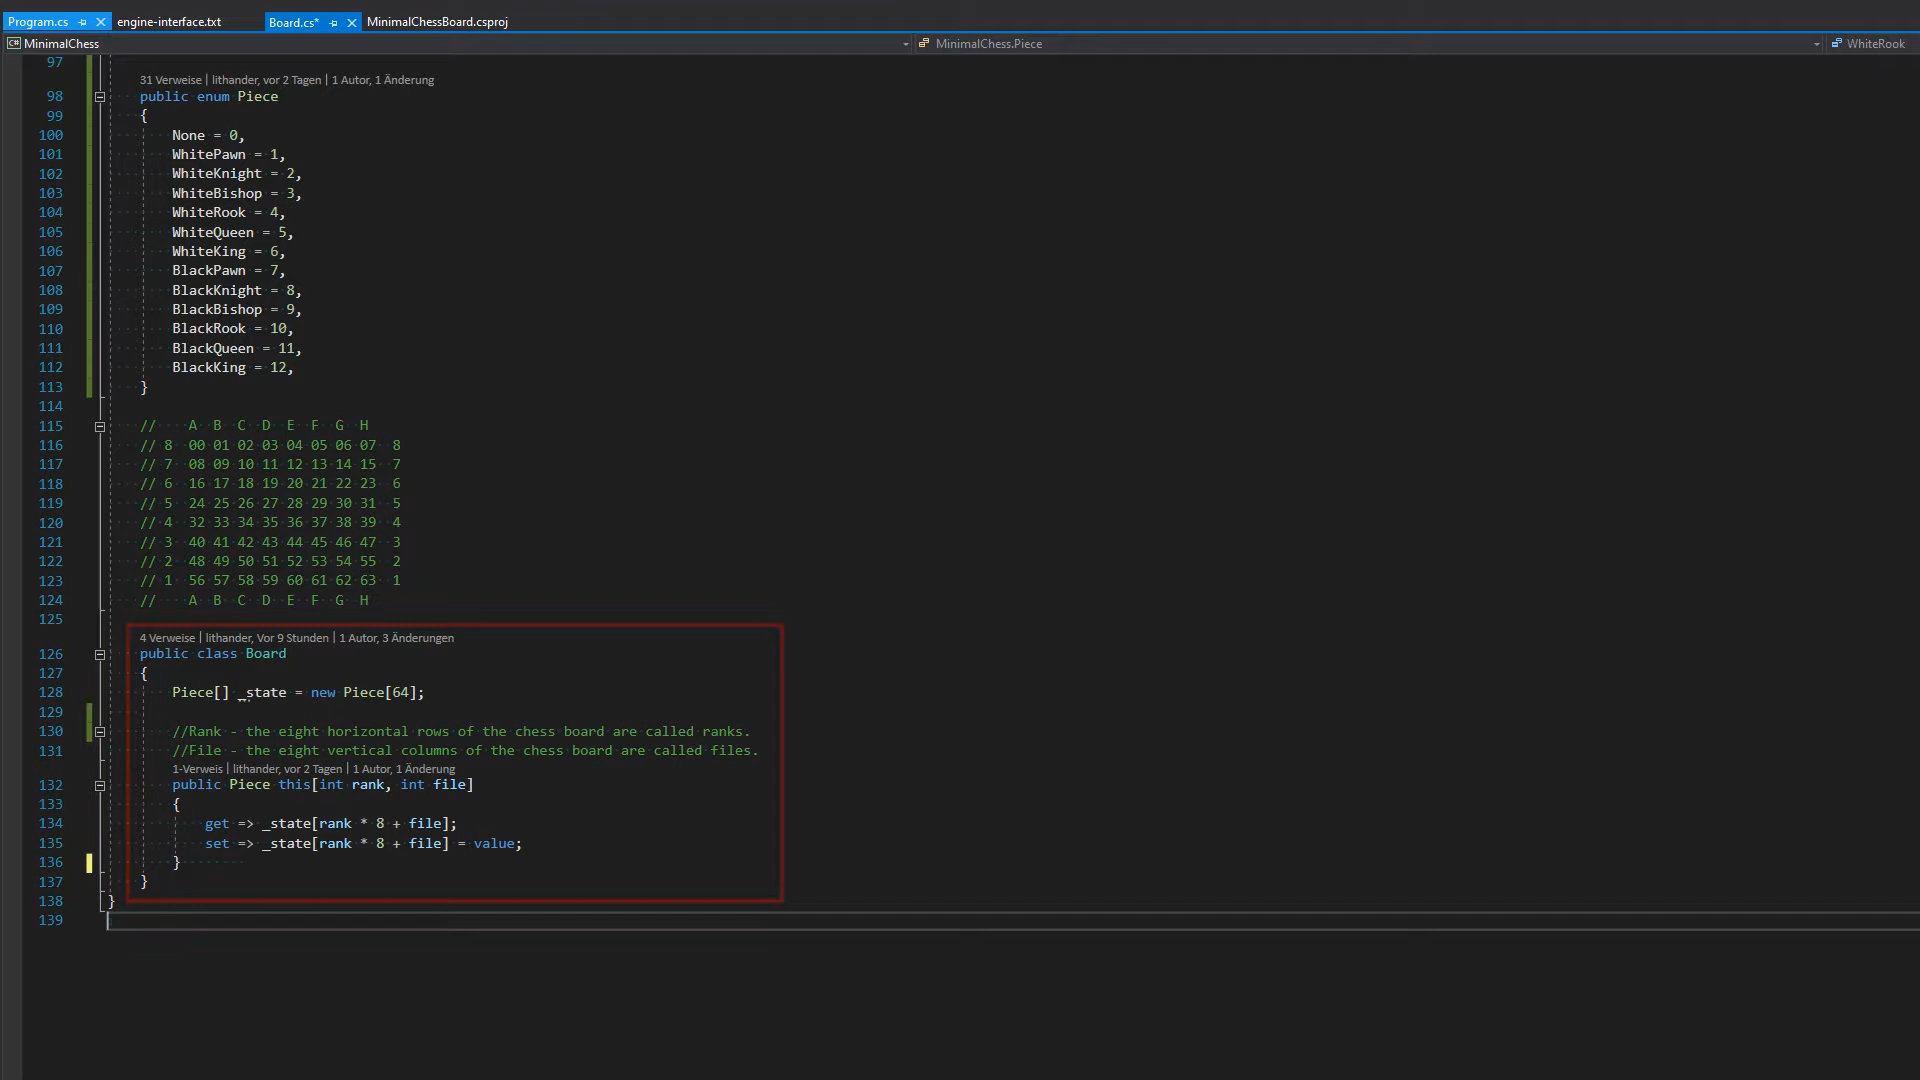 Program.cs engine-interface.txt Board.cs* MinimalChessBoard.csproj
C# MinimalChess MinimalChess.Piece WhiteRook
97
31 Verweise | lithander, vor 2 Tagen | 1 Autor, 1 Änderung
98 public enum Piece
99 {
100 None = 0,
101 WhitePawn = 1,
102 WhiteKnight = 2,
103 WhiteBishop = 3,
104 WhiteRook = 4,
105 WhiteQueen = 5,
106 WhiteKing = 6,
107 BlackPawn = 7,
108 BlackKnight = 8,
109 BlackBishop = 9,
110 BlackRook = 10,
111 BlackQueen = 11,
112 BlackKing = 12,
113 }
114
115 // A B C D E F G H
116 // 8 00 01 02 03 04 05 06 07 8
117 // 7 08 09 10 11 12 13 14 15 7
118 // 6 16 17 18 19 20 21 22 23 6
119 // 5 24 25 26 27 28 29 30 31 5
120 // 4 32 33 34 35 36 37 38 39 4
121 // 3 40 41 42 43 44 45 46 47 3
122 // 2 48 49 50 51 52 53 54 55 2
123 // 1 56 57 58 59 60 61 62 63 1
124 // A B C D E F G H
125
4 Verweise | lithander, Vor 9 Stunden | 1 Autor, 3 Änderungen
126 public class Board
127 {
128 Piece[] _state = new Piece[64];
129
130 //Rank - the eight horizontal rows of the chess board are called ranks.
131 //File - the eight vertical columns of the chess board are called files.
1-Verweis | lithander, vor 2 Tagen | 1 Autor, 1 Änderung
132 public Piece this[int rank, int file]
133 {
134 get => _state[rank * 8 + file];
135 set => _state[rank * 8 + file] = value;
136 }
137 }
138 }
139